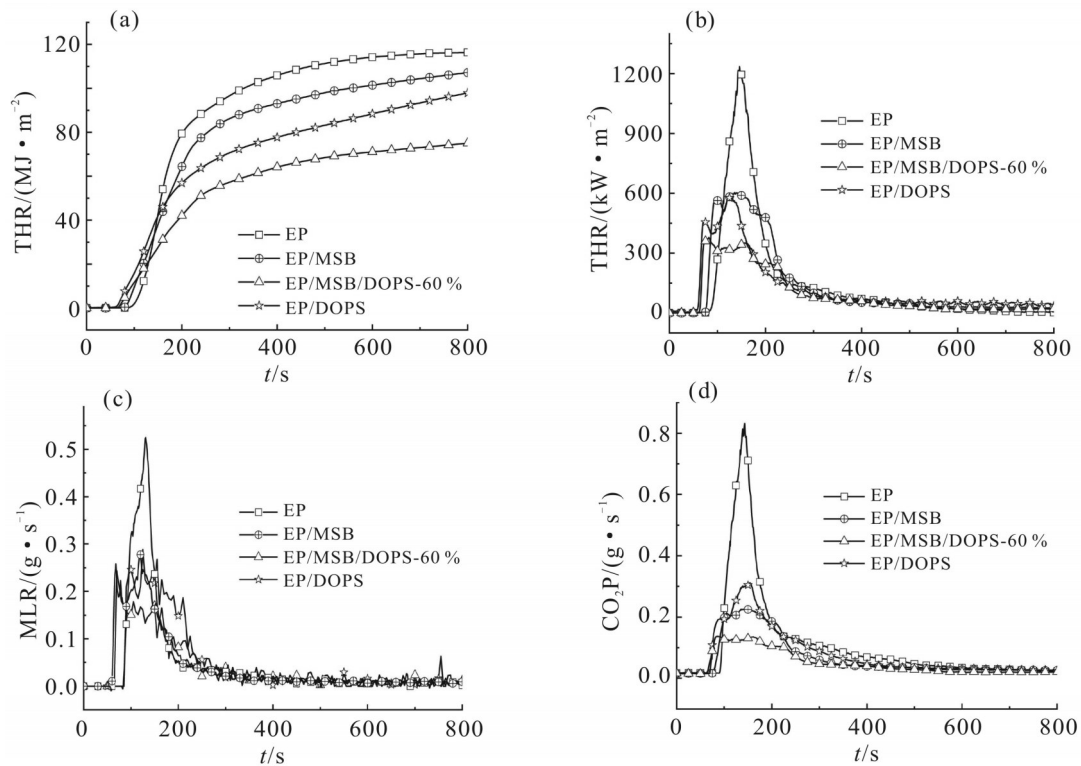 (a)
THR/(MJ·m⁻²)
120
80
40
0
EP
EP/MSB
EP/MSB/DOPS-60%
EP/DOPS
0 200 400 600 800
t/s
(b)
THR/(kW·m⁻²)
1200
900
600
300
0
EP
EP/MSB
EP/MSB/DOPS-60%
EP/DOPS
0 200 400 600 800
t/s
(c)
MLR/(g·s⁻¹)
0.5
0.4
0.3
0.2
0.1
0.0
EP
EP/MSB
EP/MSB/DOPS-60%
EP/DOPS
0 200 400 600 800
t/s
(d)
CO₂P/(g·s⁻¹)
0.8
0.6
0.4
0.2
0.0
EP
EP/MSB
EP/MSB/DOPS-60%
EP/DOPS
0 200 400 600 800
t/s